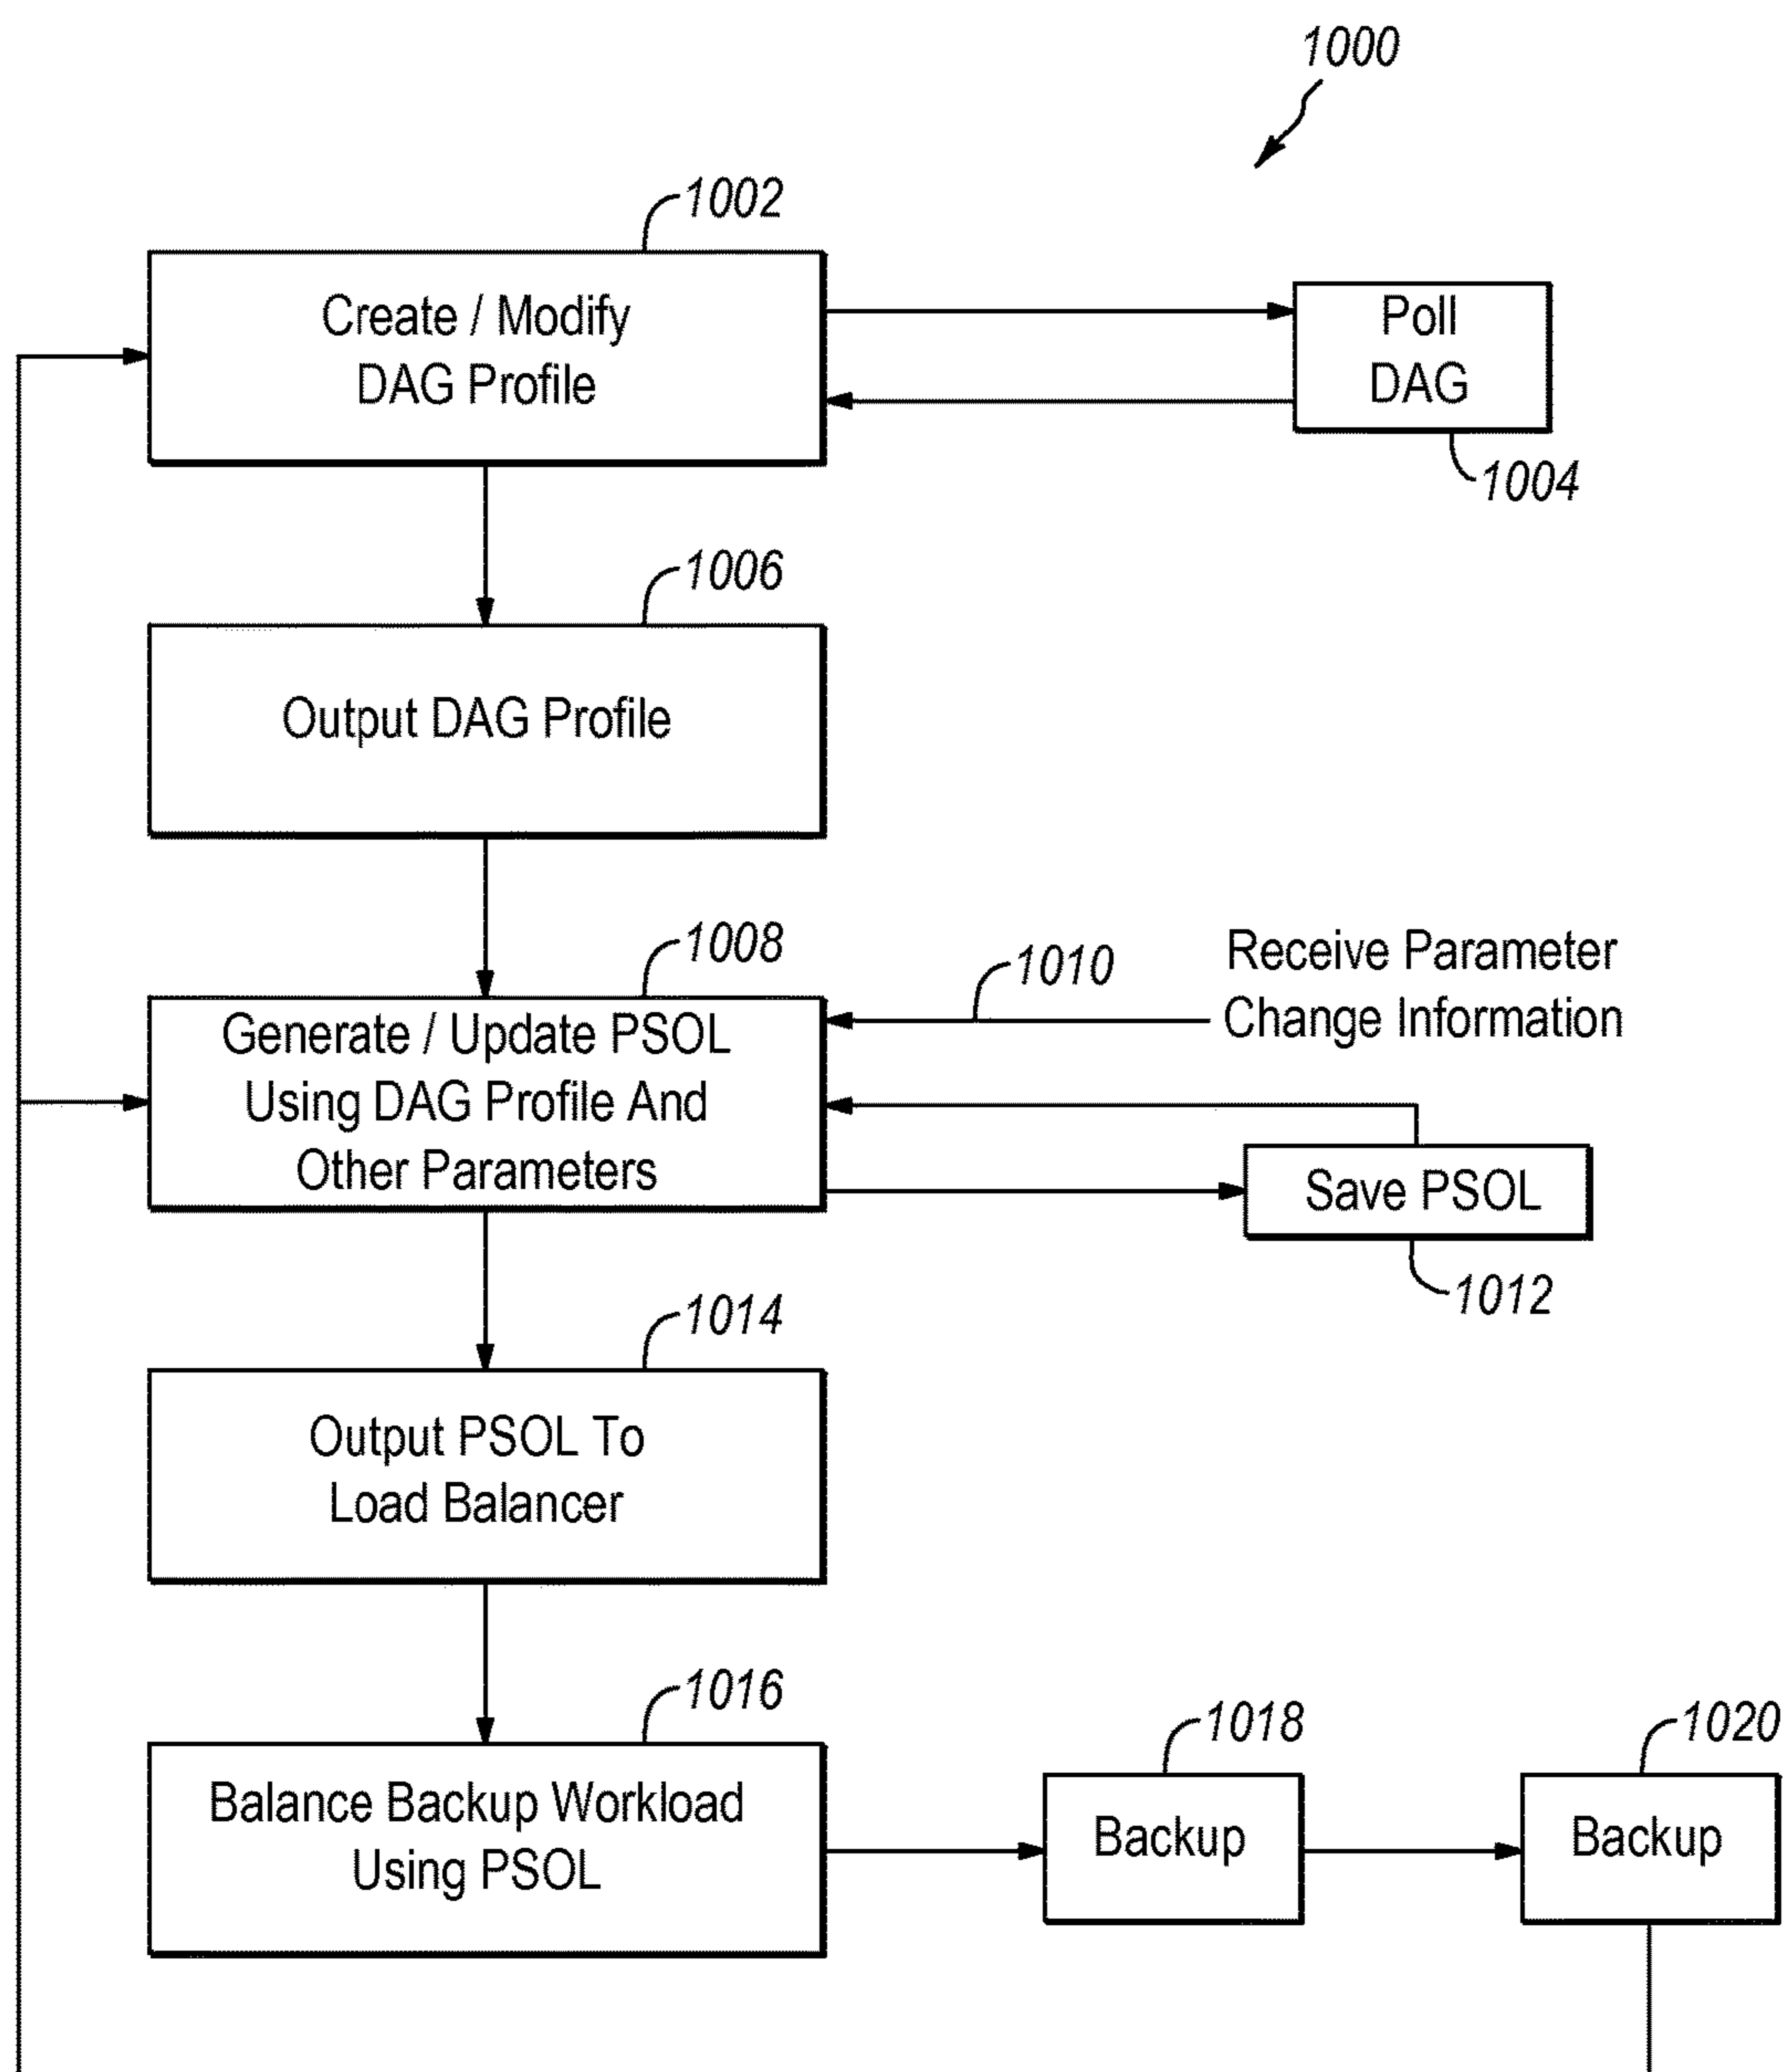 1000
1002
Create / Modify
DAG Profile
Poll
DAG
1004
1006
Output DAG Profile
1008
Generate / Update PSOL
Using DAG Profile And
Other Parameters
1010
Receive Parameter
Change Information
Save PSOL
1012
1014
Output PSOL To
Load Balancer
1016
Balance Backup Workload
Using PSOL
1018
Backup
1020
Backup